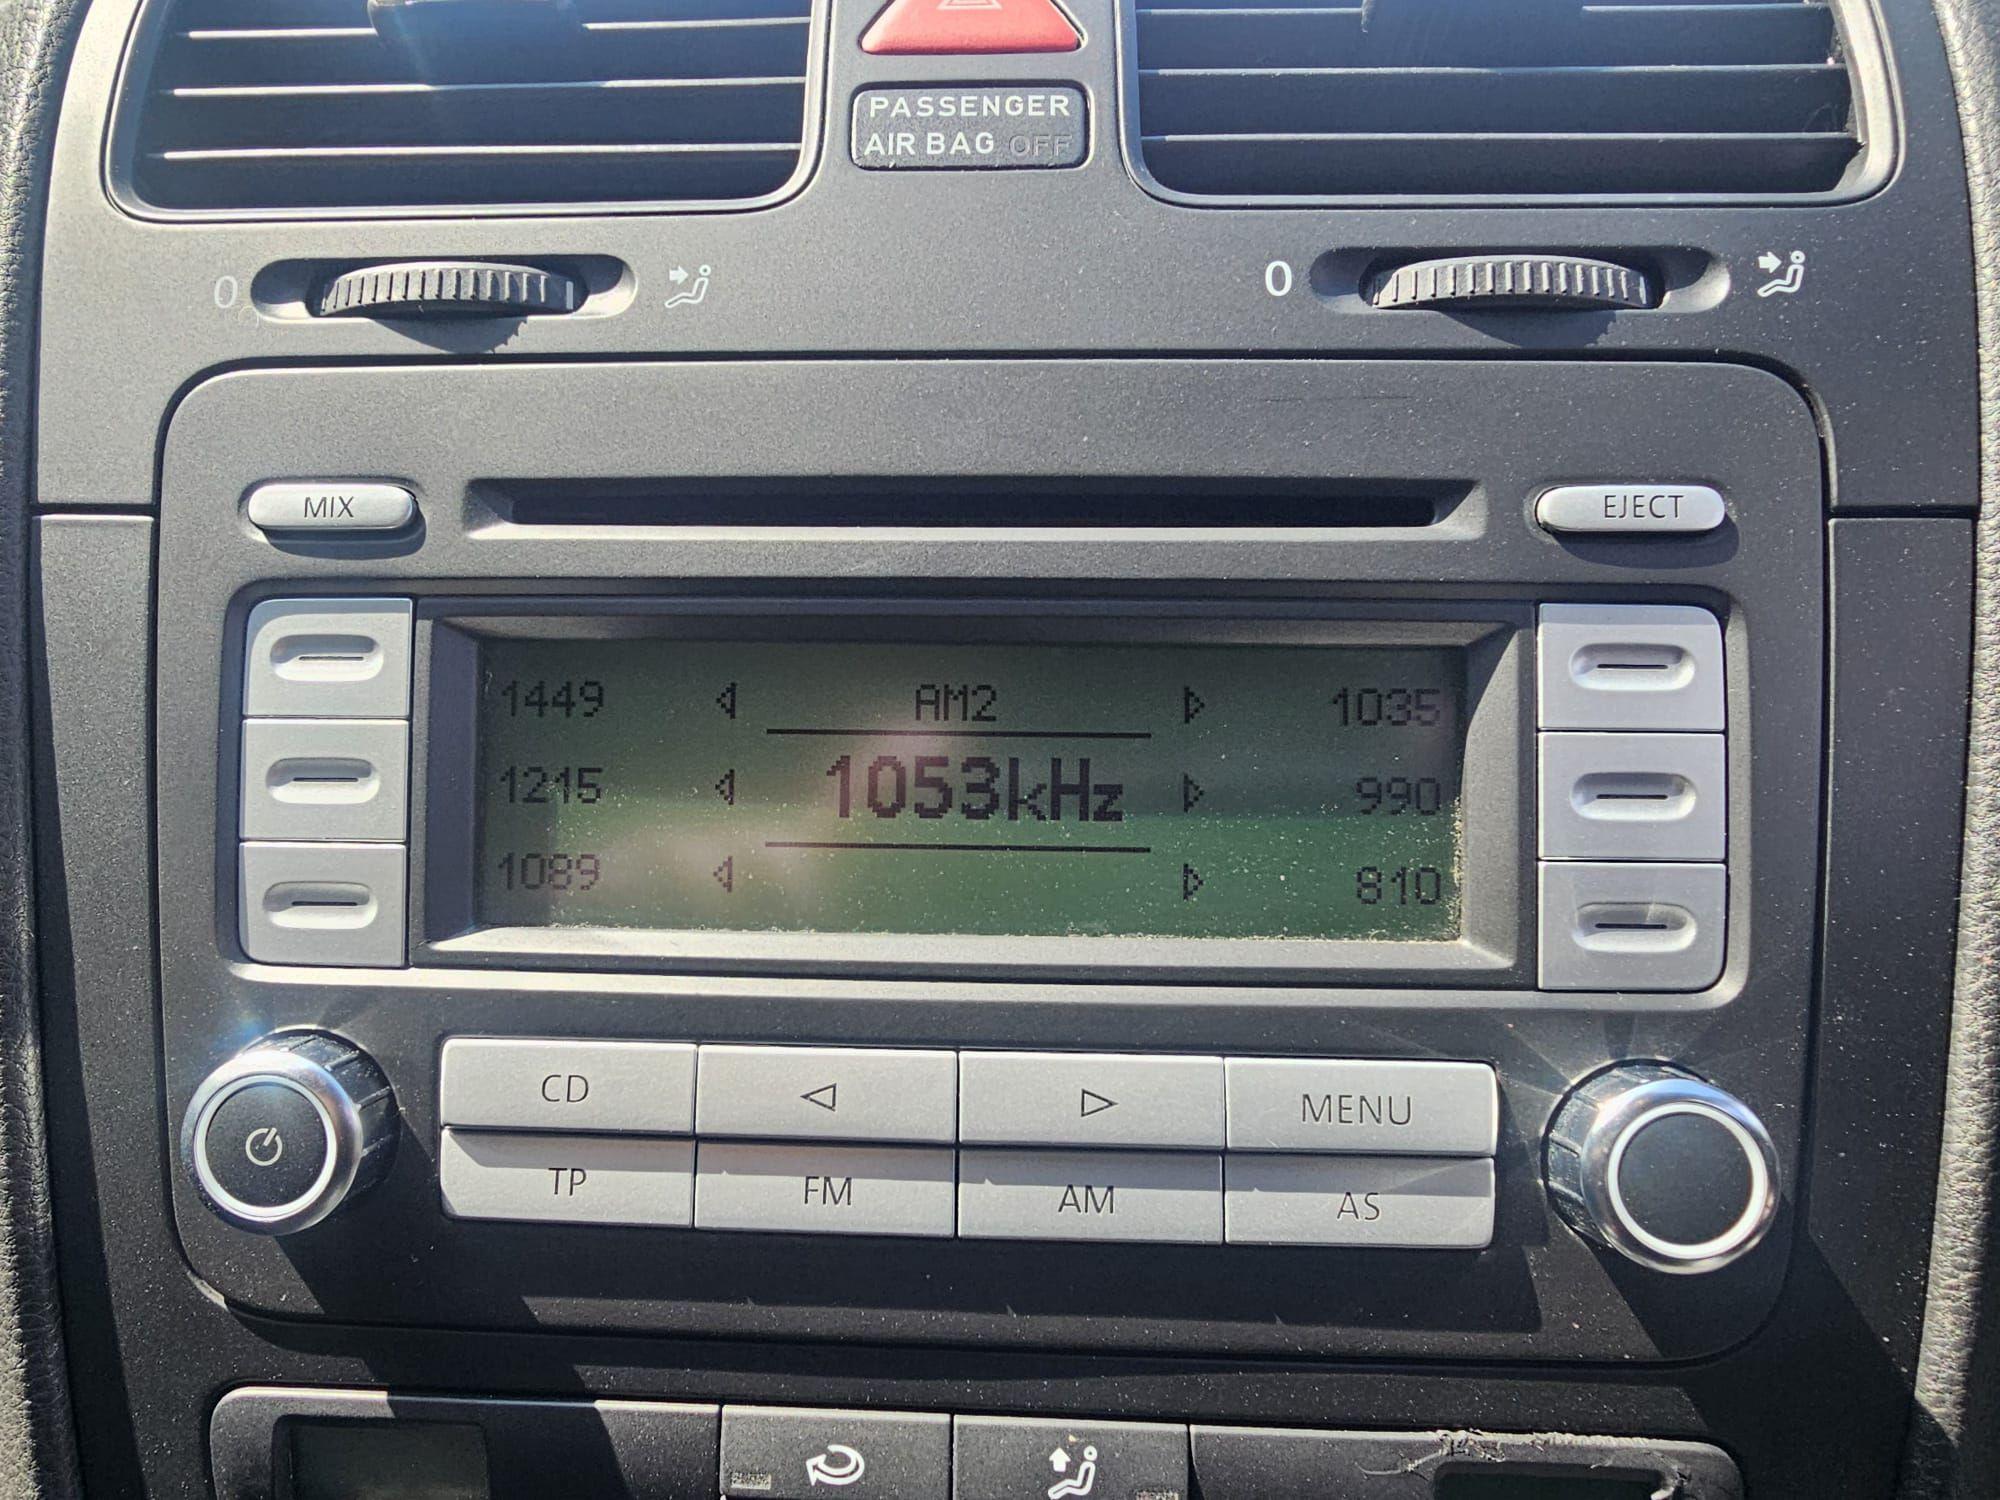 PASSENGER
AIR BAG OFF
0
0
MIX
EJECT
1449
AM2
1035
1215
1053kHz
990
1089
810
CD
MENU
TP
FM
AM
AS